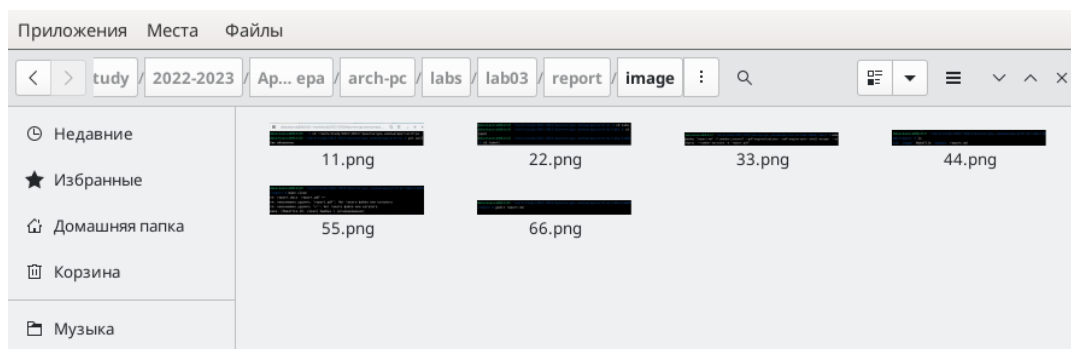 Приложения Места Файлы
tudy / 2022-2023 / Ap... ера / arch-pc / labs / lab03 / report / image
Недавние
Избранные
Домашняя папка
Корзина
Музыка
11.png 22.png 33.png 44.png
55.png 66.png